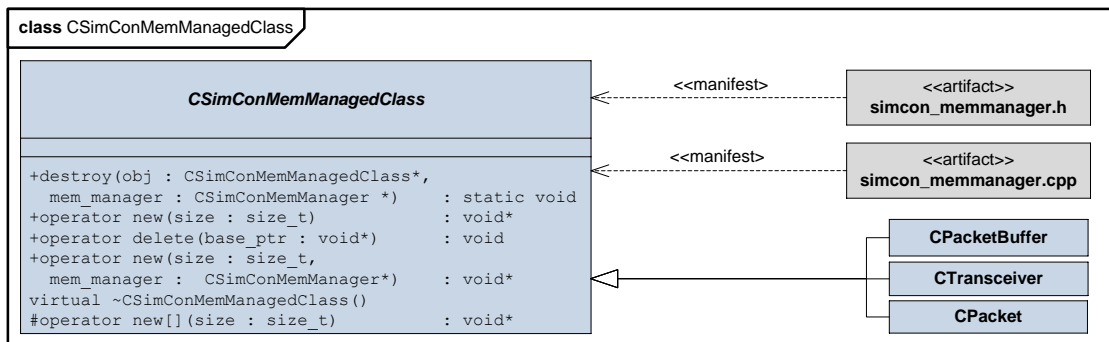 class CSimConMemManagedClass
CSimConMemManagedClass
+destroy(obj : CSimConMemManagedClass*,
mem_manager : CSimConMemManager *) : static void
+operator new(size : size_t) : void*
+operator delete(base_ptr : void*) : void
+operator new(size : size_t,
mem_manager : CSimConMemManager*) : void*
virtual ~CSimConMemManagedClass()
#operator new[](size : size_t) : void*
<<manifest>
<<artifact>>
simcon_memmanager.h
<<manifest>
<<artifact>>
simcon_memmanager.cpp
CPacketBuffer
CTransceiver
CPacket